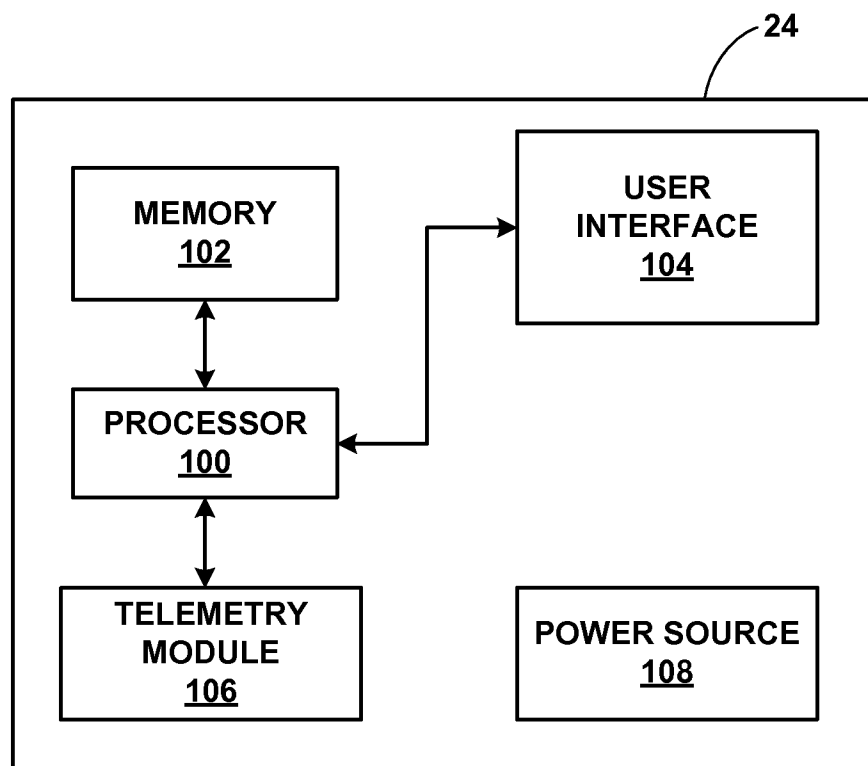 24
MEMORY
102
USER
INTERFACE
104
PROCESSOR
100
TELEMETRY
MODULE
106
POWER SOURCE
108